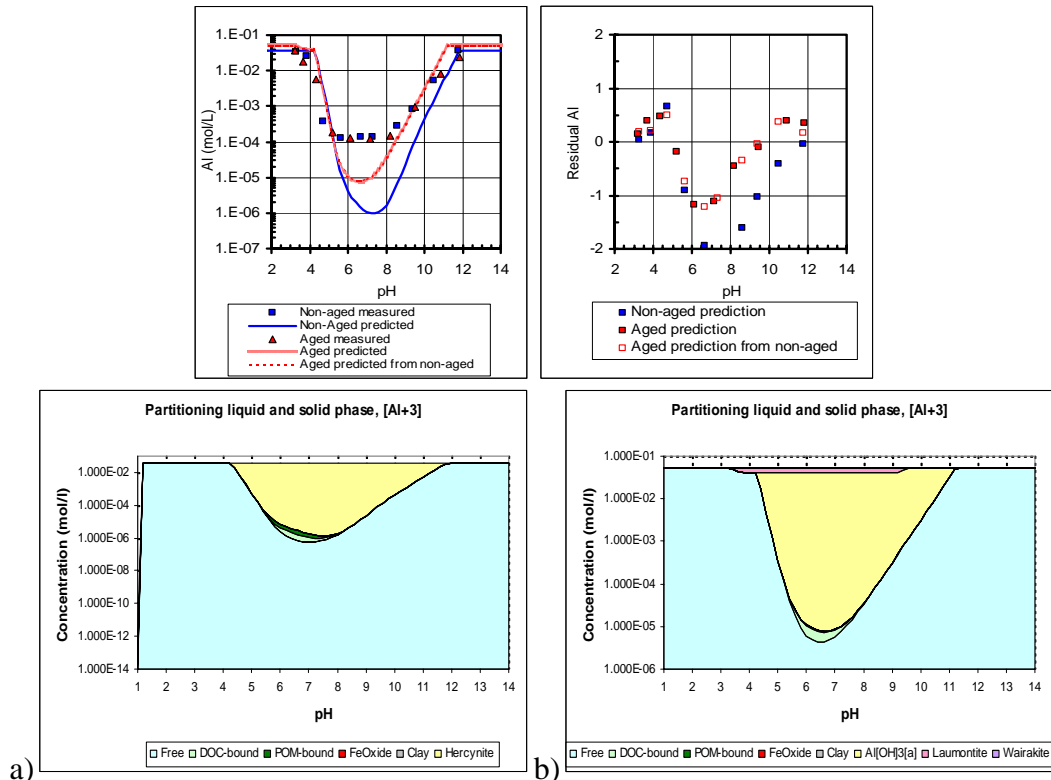 1.E-01
1.E-02
1.E-03
1.E-04
1.E-05
1.E-06
1.E-07
Al (mol/L)
2 4 6 8 10 12 14
pH
Non-aged measured
Non-Aged predicted
Aged measured
Aged predicted
Aged predicted from non-aged
2
1
0
-1
-2
Residual Al
2 4 6 8 10 12 14
pH
Non-aged prediction
Aged prediction
Aged prediction from non-aged
Partitioning liquid and solid phase, [Al+3]
1.000E-02
1.000E-04
1.000E-06
1.000E-08
1.000E-10
1.000E-12
1.000E-14
Concentration (mol/l)
1 2 3 4 5 6 7 8 9 10 11 12 13 14
pH
Free DOC-bound POM-bound FeOxide Clay Hercynite
a)
Partitioning liquid and solid phase, [Al+3]
1.000E-01
1.000E-02
1.000E-03
1.000E-04
1.000E-05
1.000E-06
Concentration (mol/l)
1 2 3 4 5 6 7 8 9 10 11 12 13 14
pH
Free DOC-bound POM-bound FeOxide Clay Al[OH]3[a] Laumontite Wairakite
b)